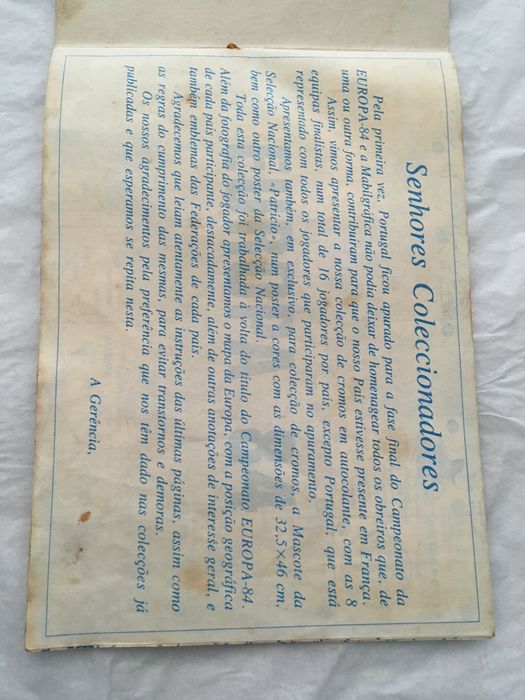 Senhores Coleccionadores
Pela primeira vez, Portugal ficou apurado para a fase final do Campeonato da
EUROPA-84 e a Mabilgráfica não podia deixar de homenagear todos os obreiros que, de
uma ou outra forma, contribuíram para que o nosso País estivesse presente em França.
Assim, vimos apresentar a nossa colecção de cromos em autocolante, com as 8
equipas finalistas, num total de 16 jogadores por país, excepto Portugal, que está
representado com todos os jogadores que participaram no apuramento.
Apresentamos também em exclusivo, para colecção de cromos, a Mascote da
Selecção Nacional, «Patrício», num poster a cores com as dimensões de 32,5×46 cm,
bem como outro poster da Selecção Nacional.
Toda esta colecção foi trabalhada à volta do título do Campeonato EUROPA-84.
Além da fotografia do jogador apresentamos o mapa da Europa, com a posição geográfica
de cada país participante, destacadamente, além de outras anotações de interesse geral, e
também emblemas das Federações de cada país.
Agradecemos que leiam atentamente as instruções das últimas páginas, assim como
as regras do cumprimento das mesmas, para evitar transtornos e demoras.
Os nossos agradecimentos pela preferência que nos têm dado nas colecções já
publicadas e que esperamos se repita nesta.
A Gerência,